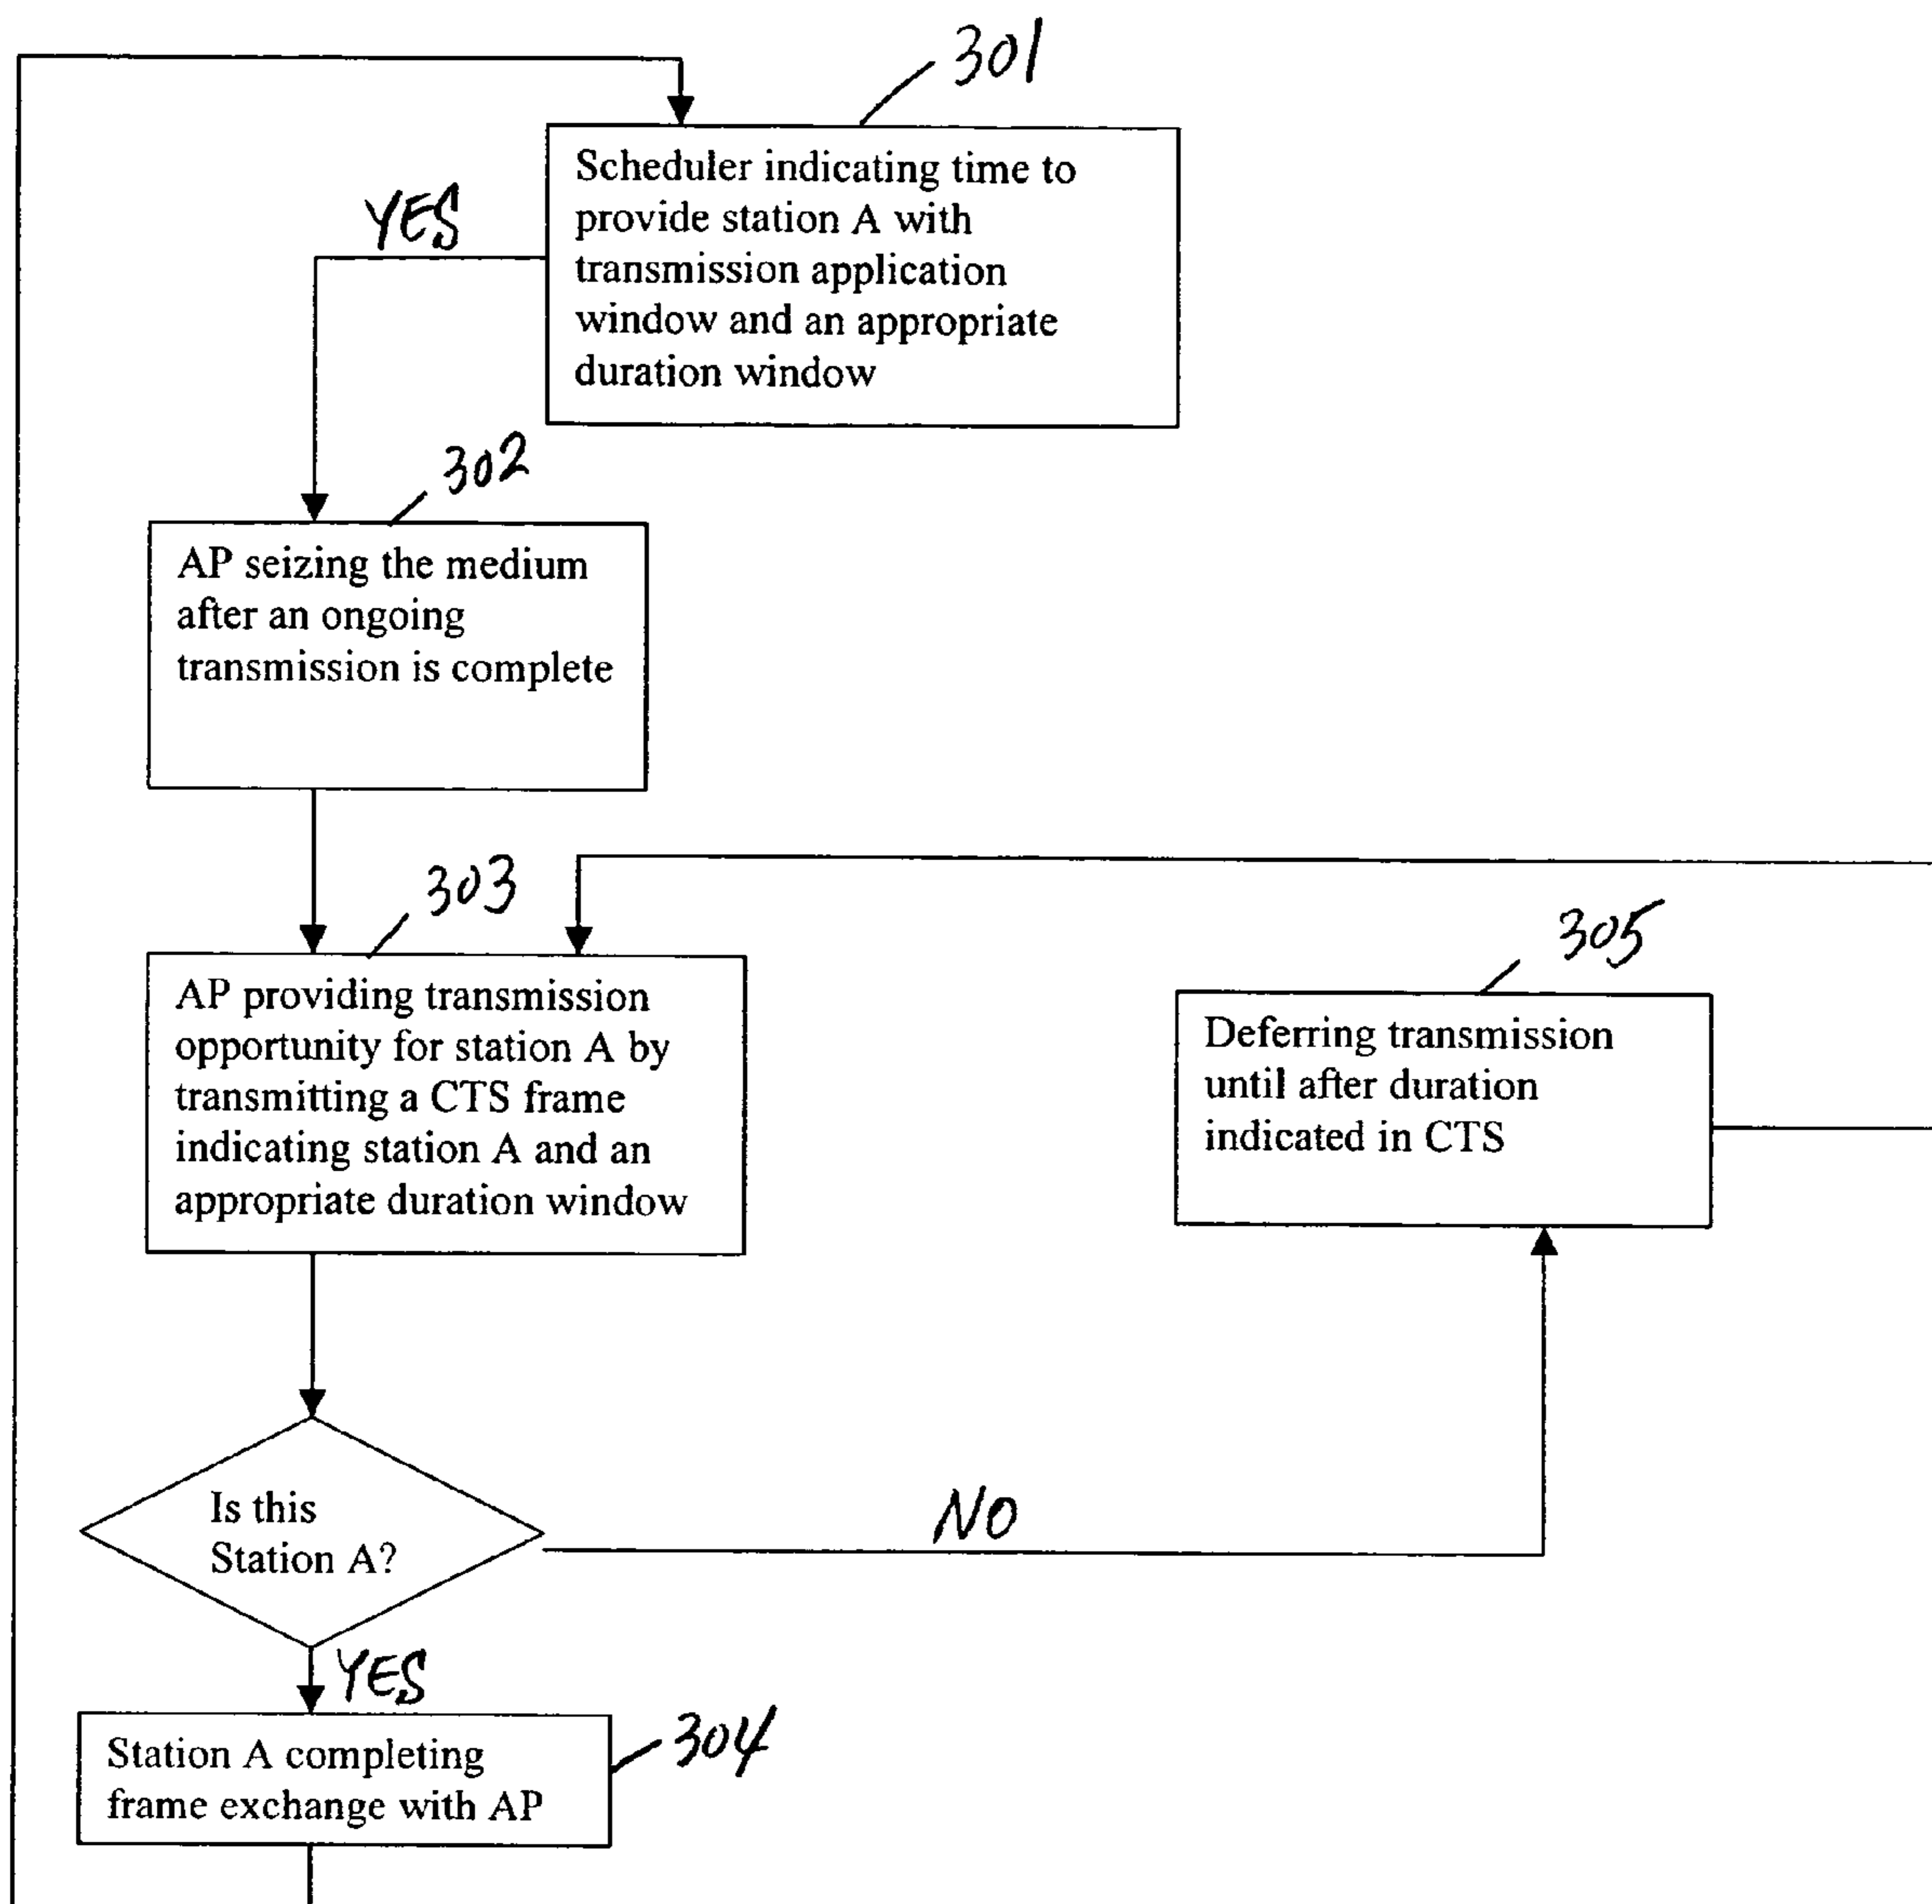 301
Scheduler indicating time to
provide station A with
transmission application
window and an appropriate
duration window
YES
302
AP seizing the medium
after an ongoing
transmission is complete
303
AP providing transmission
opportunity for station A by
transmitting a CTS frame
indicating station A and an
appropriate duration window
305
Deferring transmission
until after duration
indicated in CTS
Is this
Station A?
NO
YES
304
Station A completing
frame exchange with AP